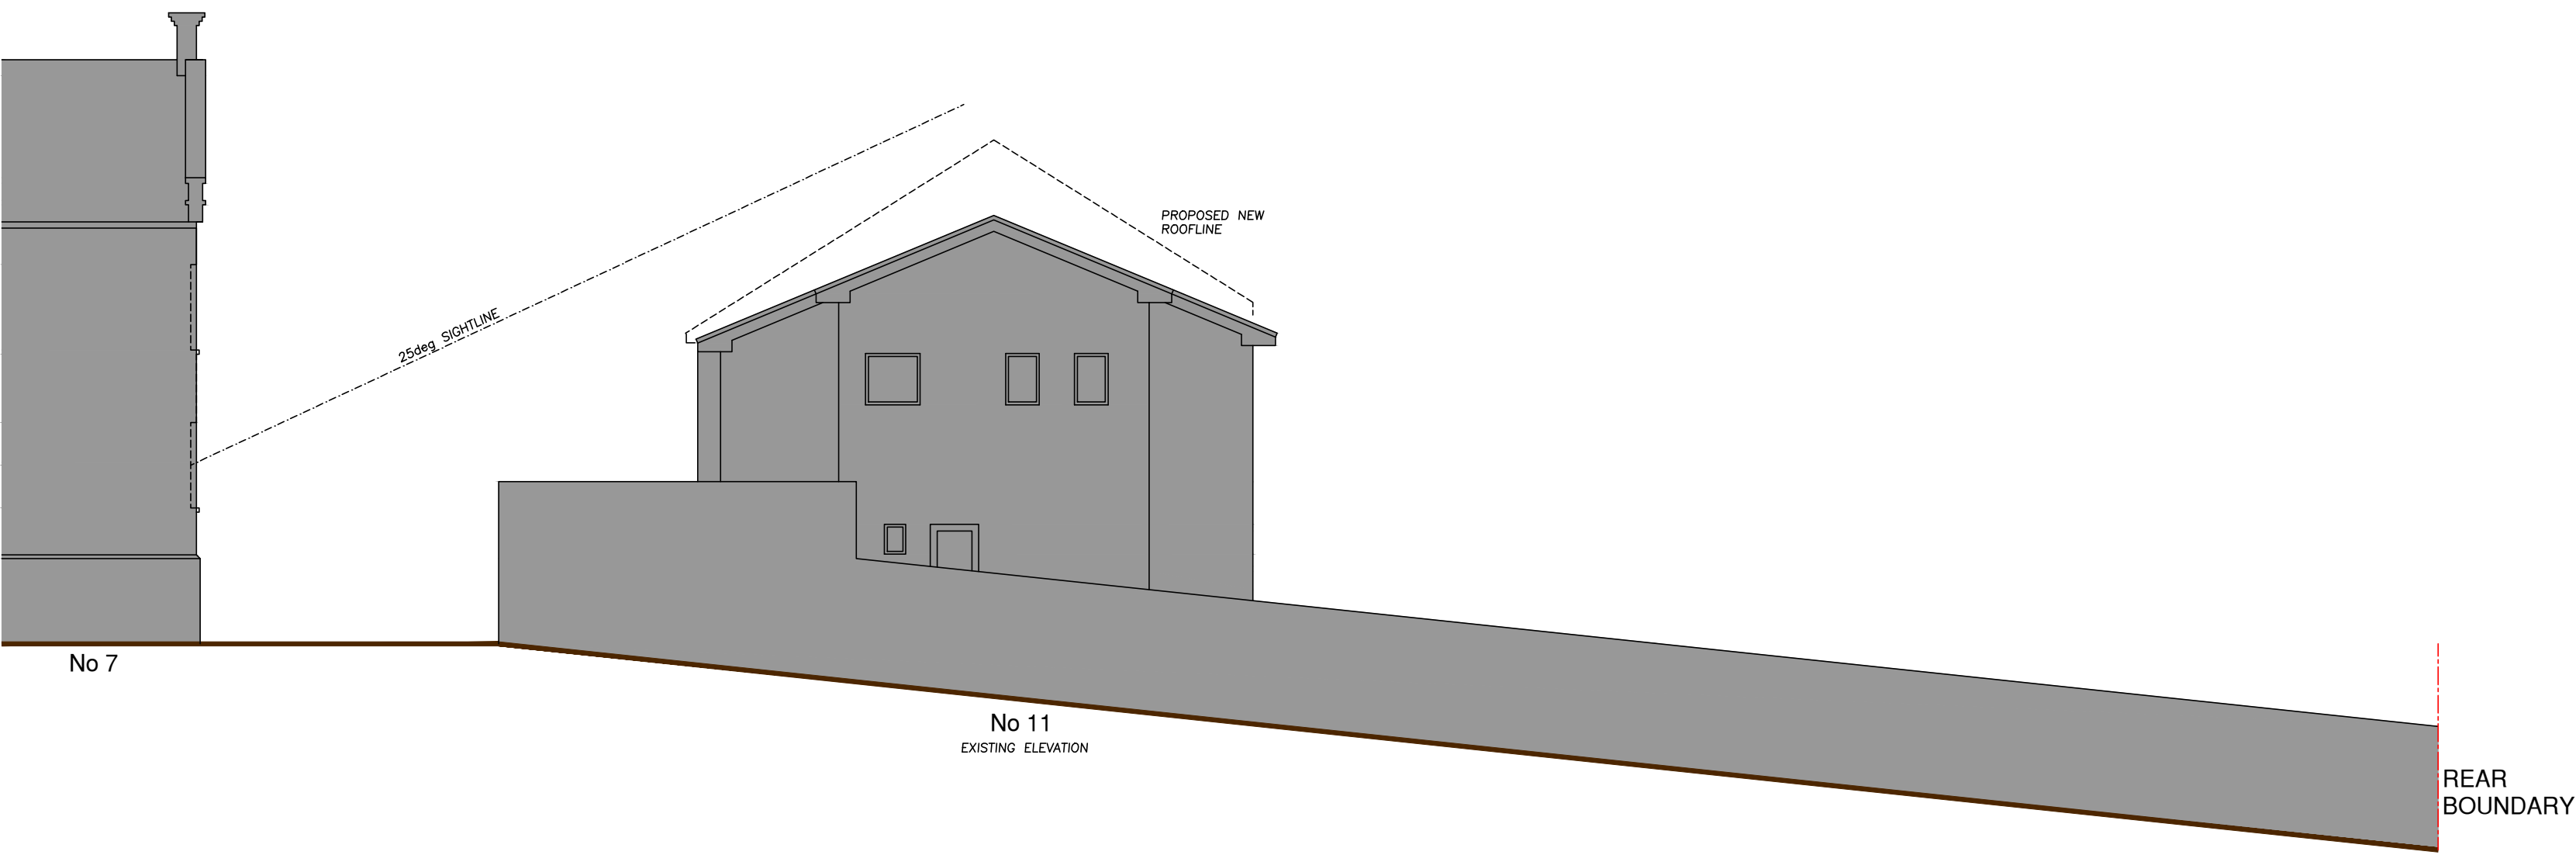 PROPOSED NEW
ROOFLINE
25deg SIGHTLINE
No 7
No 11
EXISTING ELEVATION
REAR
BOUNDARY